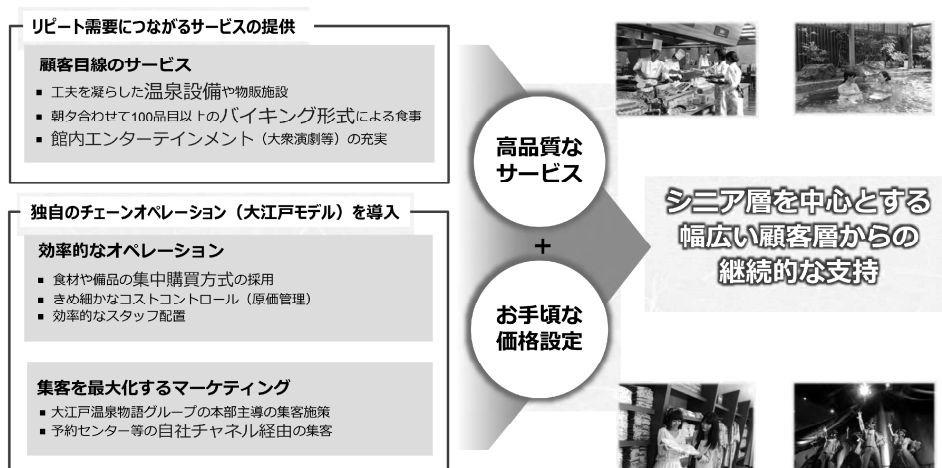 リピート需要につながるサービスの提供
顧客目線のサービス
▪ 工夫を凝らした温泉設備や物販施設
▪ 朝夕合わせて100品目以上のバイキング形式による食事
▪ 館内エンターテインメント（大衆演劇等）の充実
独自のチェーンオペレーション（大江戸モデル）を導入
効率的なオペレーション
▪ 食材や備品の集中購買方式の採用
▪ きめ細かなコストコントロール（原価管理）
▪ 効率的なスタッフ配置
集客を最大化するマーケティング
▪ 大江戸温泉物語グループの本部主導の集客施策
▪ 予約センター等の自社チャネル経由の集客
高品質な
サービス
+
お手頃な
価格設定
シニア層を中心とする
幅広い顧客層からの
継続的な支持